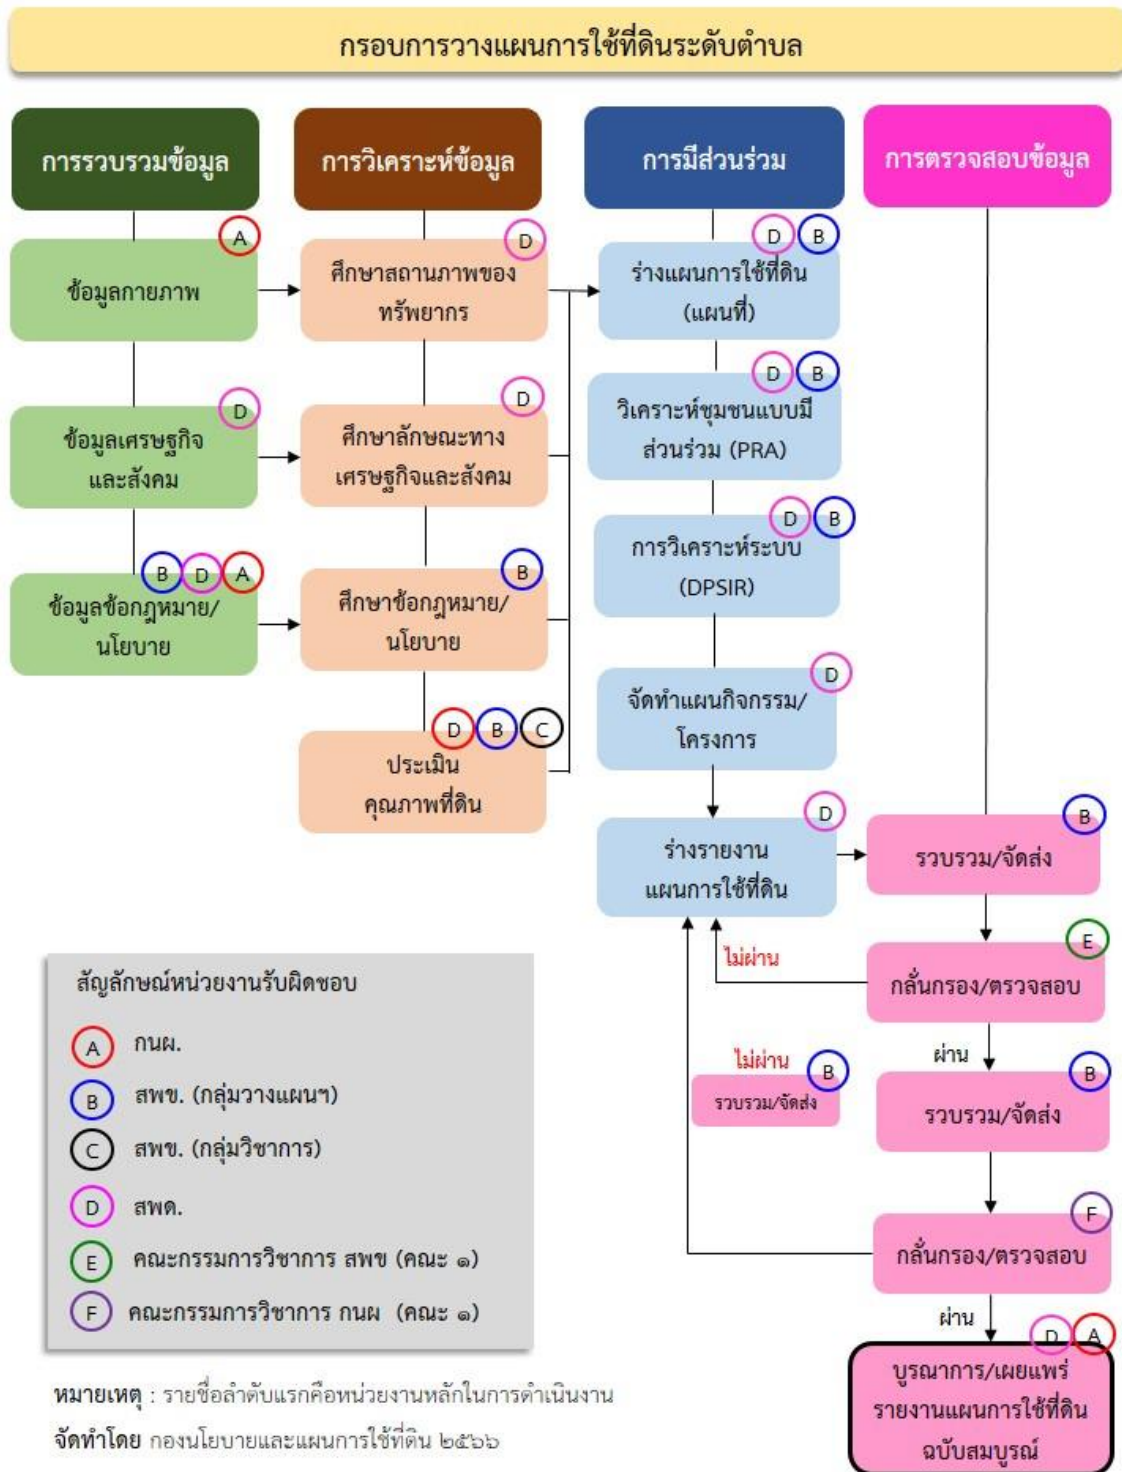 กรอบการวางแผนการใช้ที่ดินระดับตำบล
การรวบรวมข้อมูล
A
ข้อมูลกายภาพ
D
ข้อมูลเศรษฐกิจ
และสังคม
B D A
ข้อมูลข้อกฎหมาย/
นโยบาย
การวิเคราะห์ข้อมูล
D
ศึกษาสถานภาพของ
ทรัพยากร
D
ศึกษาลักษณะทาง
เศรษฐกิจและสังคม
B
ศึกษาข้อกฎหมาย/
นโยบาย
D B C
ประเมิน
คุณภาพที่ดิน
การมีส่วนร่วม
D B
ร่างแผนการใช้ที่ดิน
(แผนที่)
D B
วิเคราะห์ชุมชนแบบมี
ส่วนร่วม (PRA)
D B
การวิเคราะห์ระบบ
(DPSIR)
D
จัดทำแผนกิจกรรม/
โครงการ
D
ร่างรายงาน
แผนการใช้ที่ดิน
การตรวจสอบข้อมูล
B
รวบรวม/จัดส่ง
E
กลั่นกรอง/ตรวจสอบ
ไม่ผ่าน
ผ่าน
B
รวบรวม/จัดส่ง
ไม่ผ่าน
B
รวบรวม/จัดส่ง
F
กลั่นกรอง/ตรวจสอบ
ผ่าน
D A
บูรณาการ/เผยแพร่
รายงานแผนการใช้ที่ดิน
ฉบับสมบูรณ์
สัญลักษณ์หน่วยงานรับผิดชอบ
A กนผ.
B สพข. (กลุ่มวางแผนฯ)
C สพข. (กลุ่มวิชาการ)
D สพด.
E คณะกรรมการวิชาการ สพข (คณะ ๑)
F คณะกรรมการวิชาการ กนผ (คณะ ๑)
หมายเหตุ : รายชื่อลำดับแรกคือหน่วยงานหลักในการดำเนินงาน
จัดทำโดย กองนโยบายและแผนการใช้ที่ดิน ๒๕๖๖